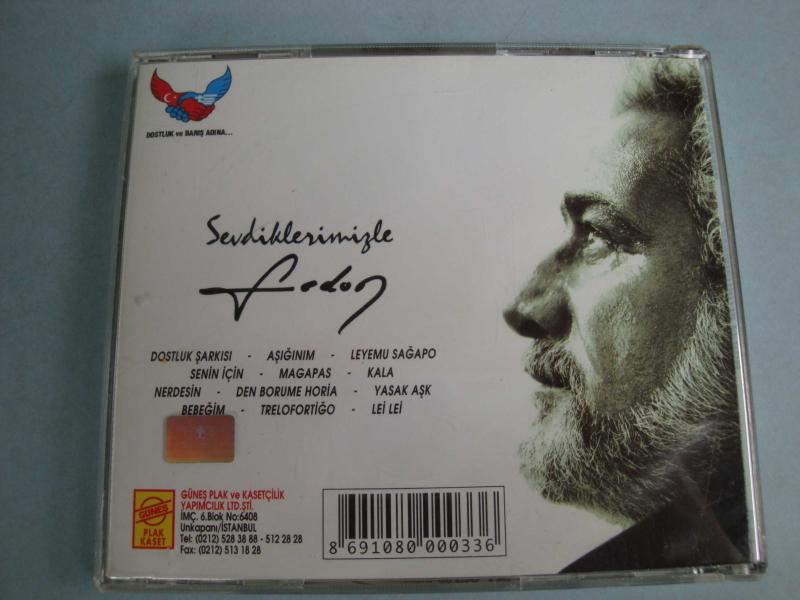 DOSTLUK ve BARIŞ ADINA...
Sevdiklerimizle
Fedon
DOSTLUK ŞARKISI - AŞIĞINIM - LEYEMU SAĞAPO
SENİN İÇİN - MAGAPAS - KALA
NERDESİN - DEN BORUME HORIA - YASAK AŞK
BEBEĞİM - TRELOFORTİĞO - LEİ LEİ
GÜNEŞ
PLAK
KASET
GÜNEŞ PLAK ve KASETÇİLİK
YAPIMCILIK LTD.ŞTİ.
İMÇ. 6.Blok No:6408
Unkapanı/İSTANBUL
Tel: (0212) 528 38 88 - 512 28 28
Fax: (0212) 513 18 28
8 691080 000336